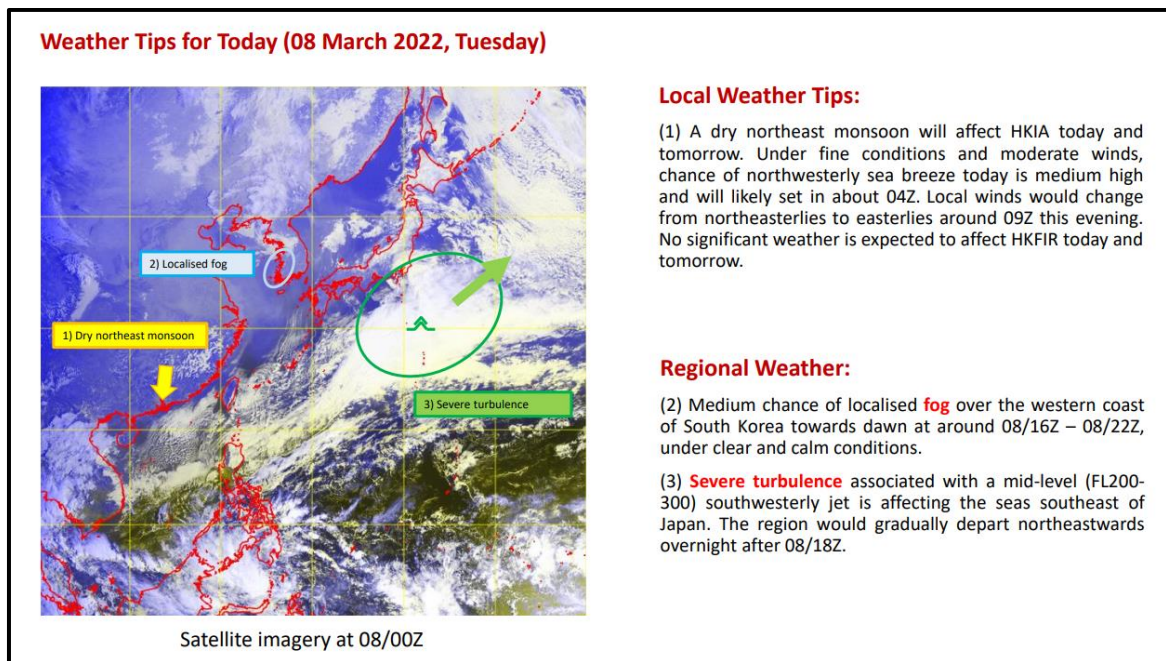 Weather Tips for Today (08 March 2022, Tuesday)
2) Localised fog
1) Dry northeast monsoon
3) Severe turbulence
Satellite imagery at 08/00Z
Local Weather Tips:
(1) A dry northeast monsoon will affect HKIA today and
tomorrow. Under fine conditions and moderate winds,
chance of northwesterly sea breeze today is medium high
and will likely set in about 04Z. Local winds would change
from northeasterlies to easterlies around 09Z this evening.
No significant weather is expected to affect HKFIR today and
tomorrow.
Regional Weather:
(2) Medium chance of localised fog over the western coast
of South Korea towards dawn at around 08/16Z – 08/22Z,
under clear and calm conditions.
(3) Severe turbulence associated with a mid-level (FL200-
300) southwesterly jet is affecting the seas southeast of
Japan. The region would gradually depart northeastwards
overnight after 08/18Z.